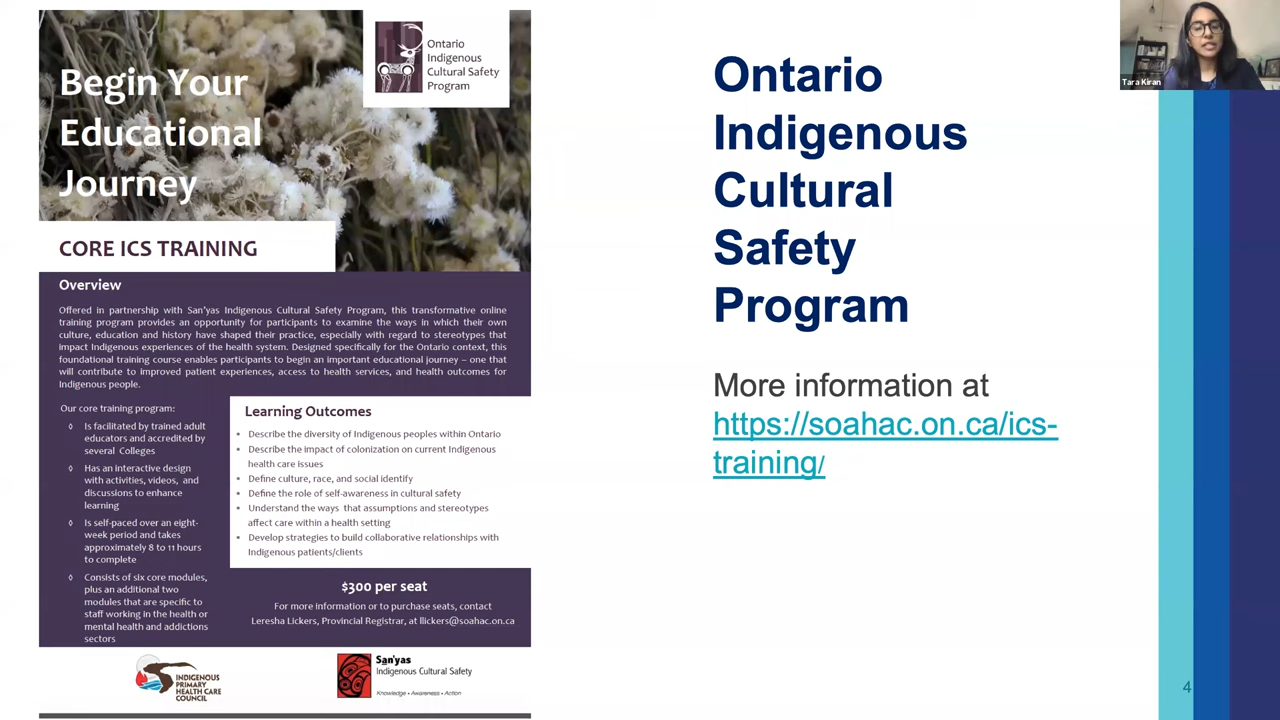 Begin Your
Educational
Journey
Ontario
Indigenous
Cultural Safety
Program
CORE ICS TRAINING
Overview
Offered in partnership with San'yas Indigenous Cultural Safety Program, this transformative online
training program provides an opportunity for participants to examine the ways in which their own
culture, education and history have shaped their practice, especially with regard to stereotypes that
impact Indigenous experiences of the health system. Designed specifically for the Ontario context, this
foundational training course enables participants to begin an important educational journey – one that
will contribute to improved patient experiences, access to health services, and health outcomes for
Indigenous people.
Our core training program:
◊ Is facilitated by trained adult
educators and accredited by
several Colleges
◊ Has an interactive design
with activities, videos, and
discussions to enhance
learning
◊ Is self-paced over an eight-
week period and takes
approximately 8 to 11 hours
to complete
◊ Consists of six core modules,
plus an additional two
modules that are specific to
staff working in the health or
mental health and addictions
sectors
Learning Outcomes
• Describe the diversity of Indigenous peoples within Ontario
• Describe the impact of colonization on current Indigenous
health care issues
• Define culture, race, and social identify
• Define the role of self-awareness in cultural safety
• Understand the ways that assumptions and stereotypes
affect care within a health setting
• Develop strategies to build collaborative relationships with
Indigenous patients/clients
$300 per seat
For more information or to purchase seats, contact
Leresha Lickers, Provincial Registrar, at llickers@soahac.on.ca
INDIGENOUS
PRIMARY
HEALTH CARE
COUNCIL
San'yas
Indigenous Cultural Safety
Knowledge • Awareness • Action
Ontario
Indigenous
Cultural
Safety
Program
More information at
https://soahac.on.ca/ics-
training/
Tara Kiran
4